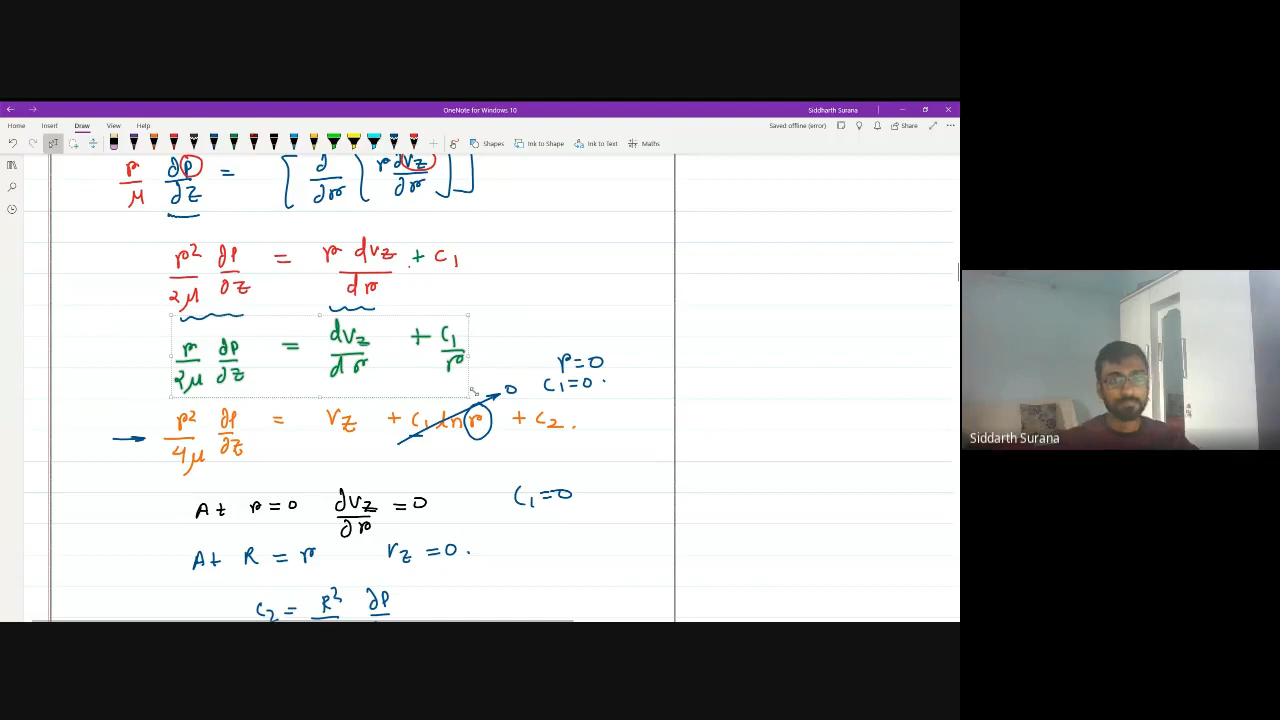 OneNote for Windows 10
Siddharth Surana
Home Insert Draw View Help
Saved offline (error) Share
Shapes Ink to Shape Ink to Text Maths
r/μ ∂P/∂z = [ ∂/∂r ( r dVz/∂r ] ]
r²/2μ ∂P/∂z = r dVz/dr + C₁
r/2μ ∂P/∂z = dVz/dr + C₁/r
r=0
C₁=0.
0
→ r²/4μ ∂P/∂z = Vz + C₁ ln r + C₂.
C₁=0
At r=0 dVz/∂r = 0
At R = r Vz = 0.
C₂ = R² ∂P
Siddarth Surana